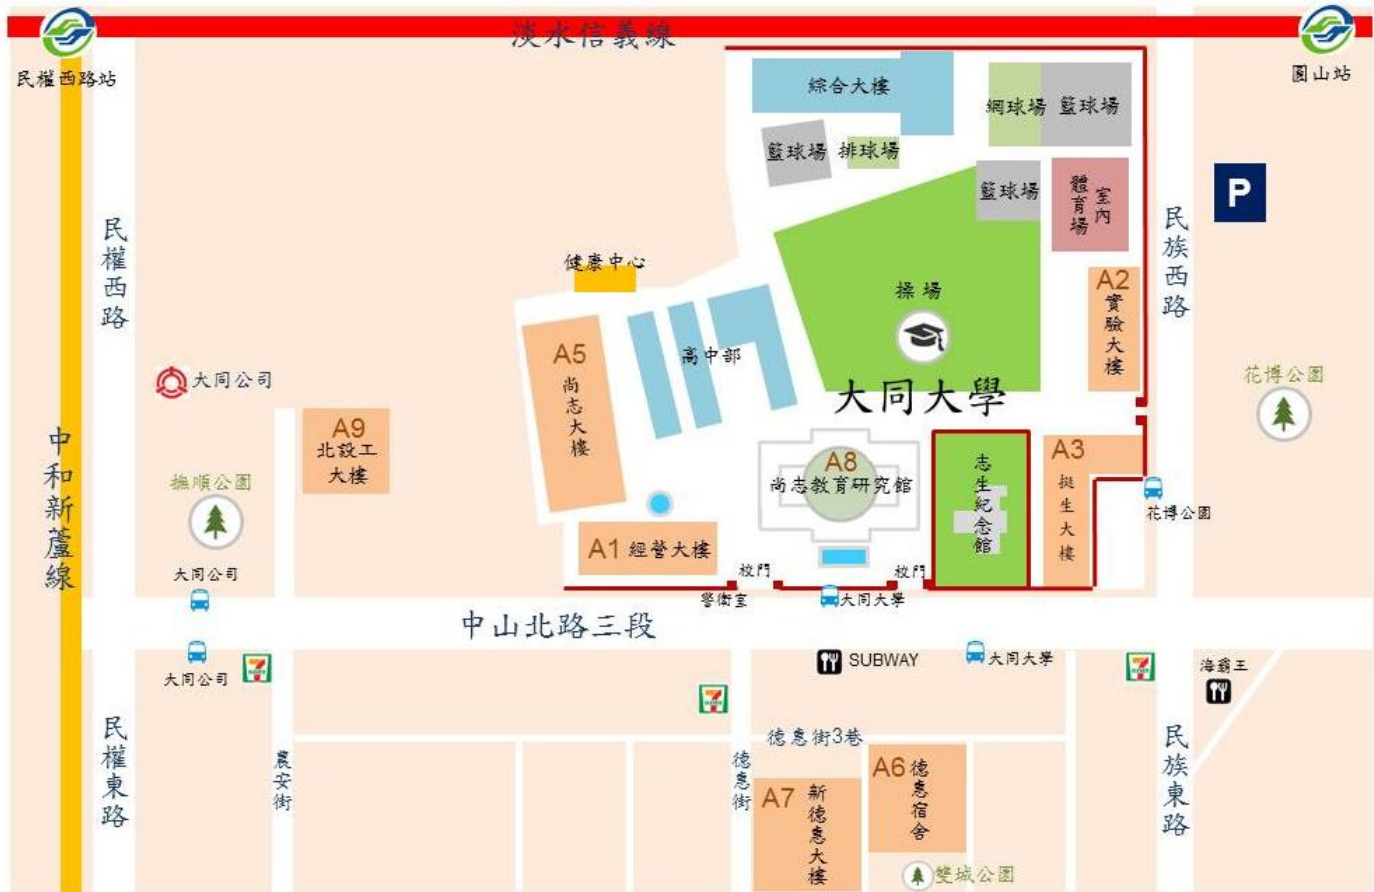 淡水信義線
民權西路站
圓山站
綜合大樓
網球場
籃球場
籃球場
排球場
籃球場
室內
體育場
P
民權西路
民族西路
健康中心
操場
A2
實驗大樓
A5
尚志大樓
高中部
大同公司
大同大學
花博公園
A9
北設工
大樓
中和新蘆線
撫順公園
A8
尚志教育研究館
志生紀念館
A3
挺生大樓
花博公園
A1 經營大樓
校門
校門
大同公司
警衛室
大同大學
中山北路三段
大同公司
7
SUBWAY
大同大學
7
海霸王
7
民權東路
農安街
德惠街
德惠街3巷
民族東路
A6
德惠宿舍
A7
新德惠大樓
雙城公園